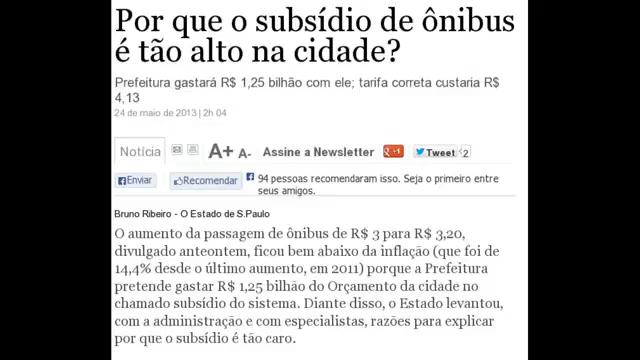 Por que o subsídio de ônibus
é tão alto na cidade?
Prefeitura gastará R$ 1,25 bilhão com ele; tarifa correta custaria R$
4,13
24 de maio de 2013 | 2h 04
Notícia A+ A- Assine a Newsletter +1 Tweet 2
Enviar Recomendar 94 pessoas recomendaram isso. Seja o primeiro entre
seus amigos.
Bruno Ribeiro - O Estado de S.Paulo
O aumento da passagem de ônibus de R$ 3 para R$ 3,20,
divulgado anteontem, ficou bem abaixo da inflação (que foi de
14,4% desde o último aumento, em 2011) porque a Prefeitura
pretende gastar R$ 1,25 bilhão do Orçamento da cidade no
chamado subsídio do sistema. Diante disso, o Estado levantou,
com a administração e com especialistas, razões para explicar
por que o subsídio é tão caro.